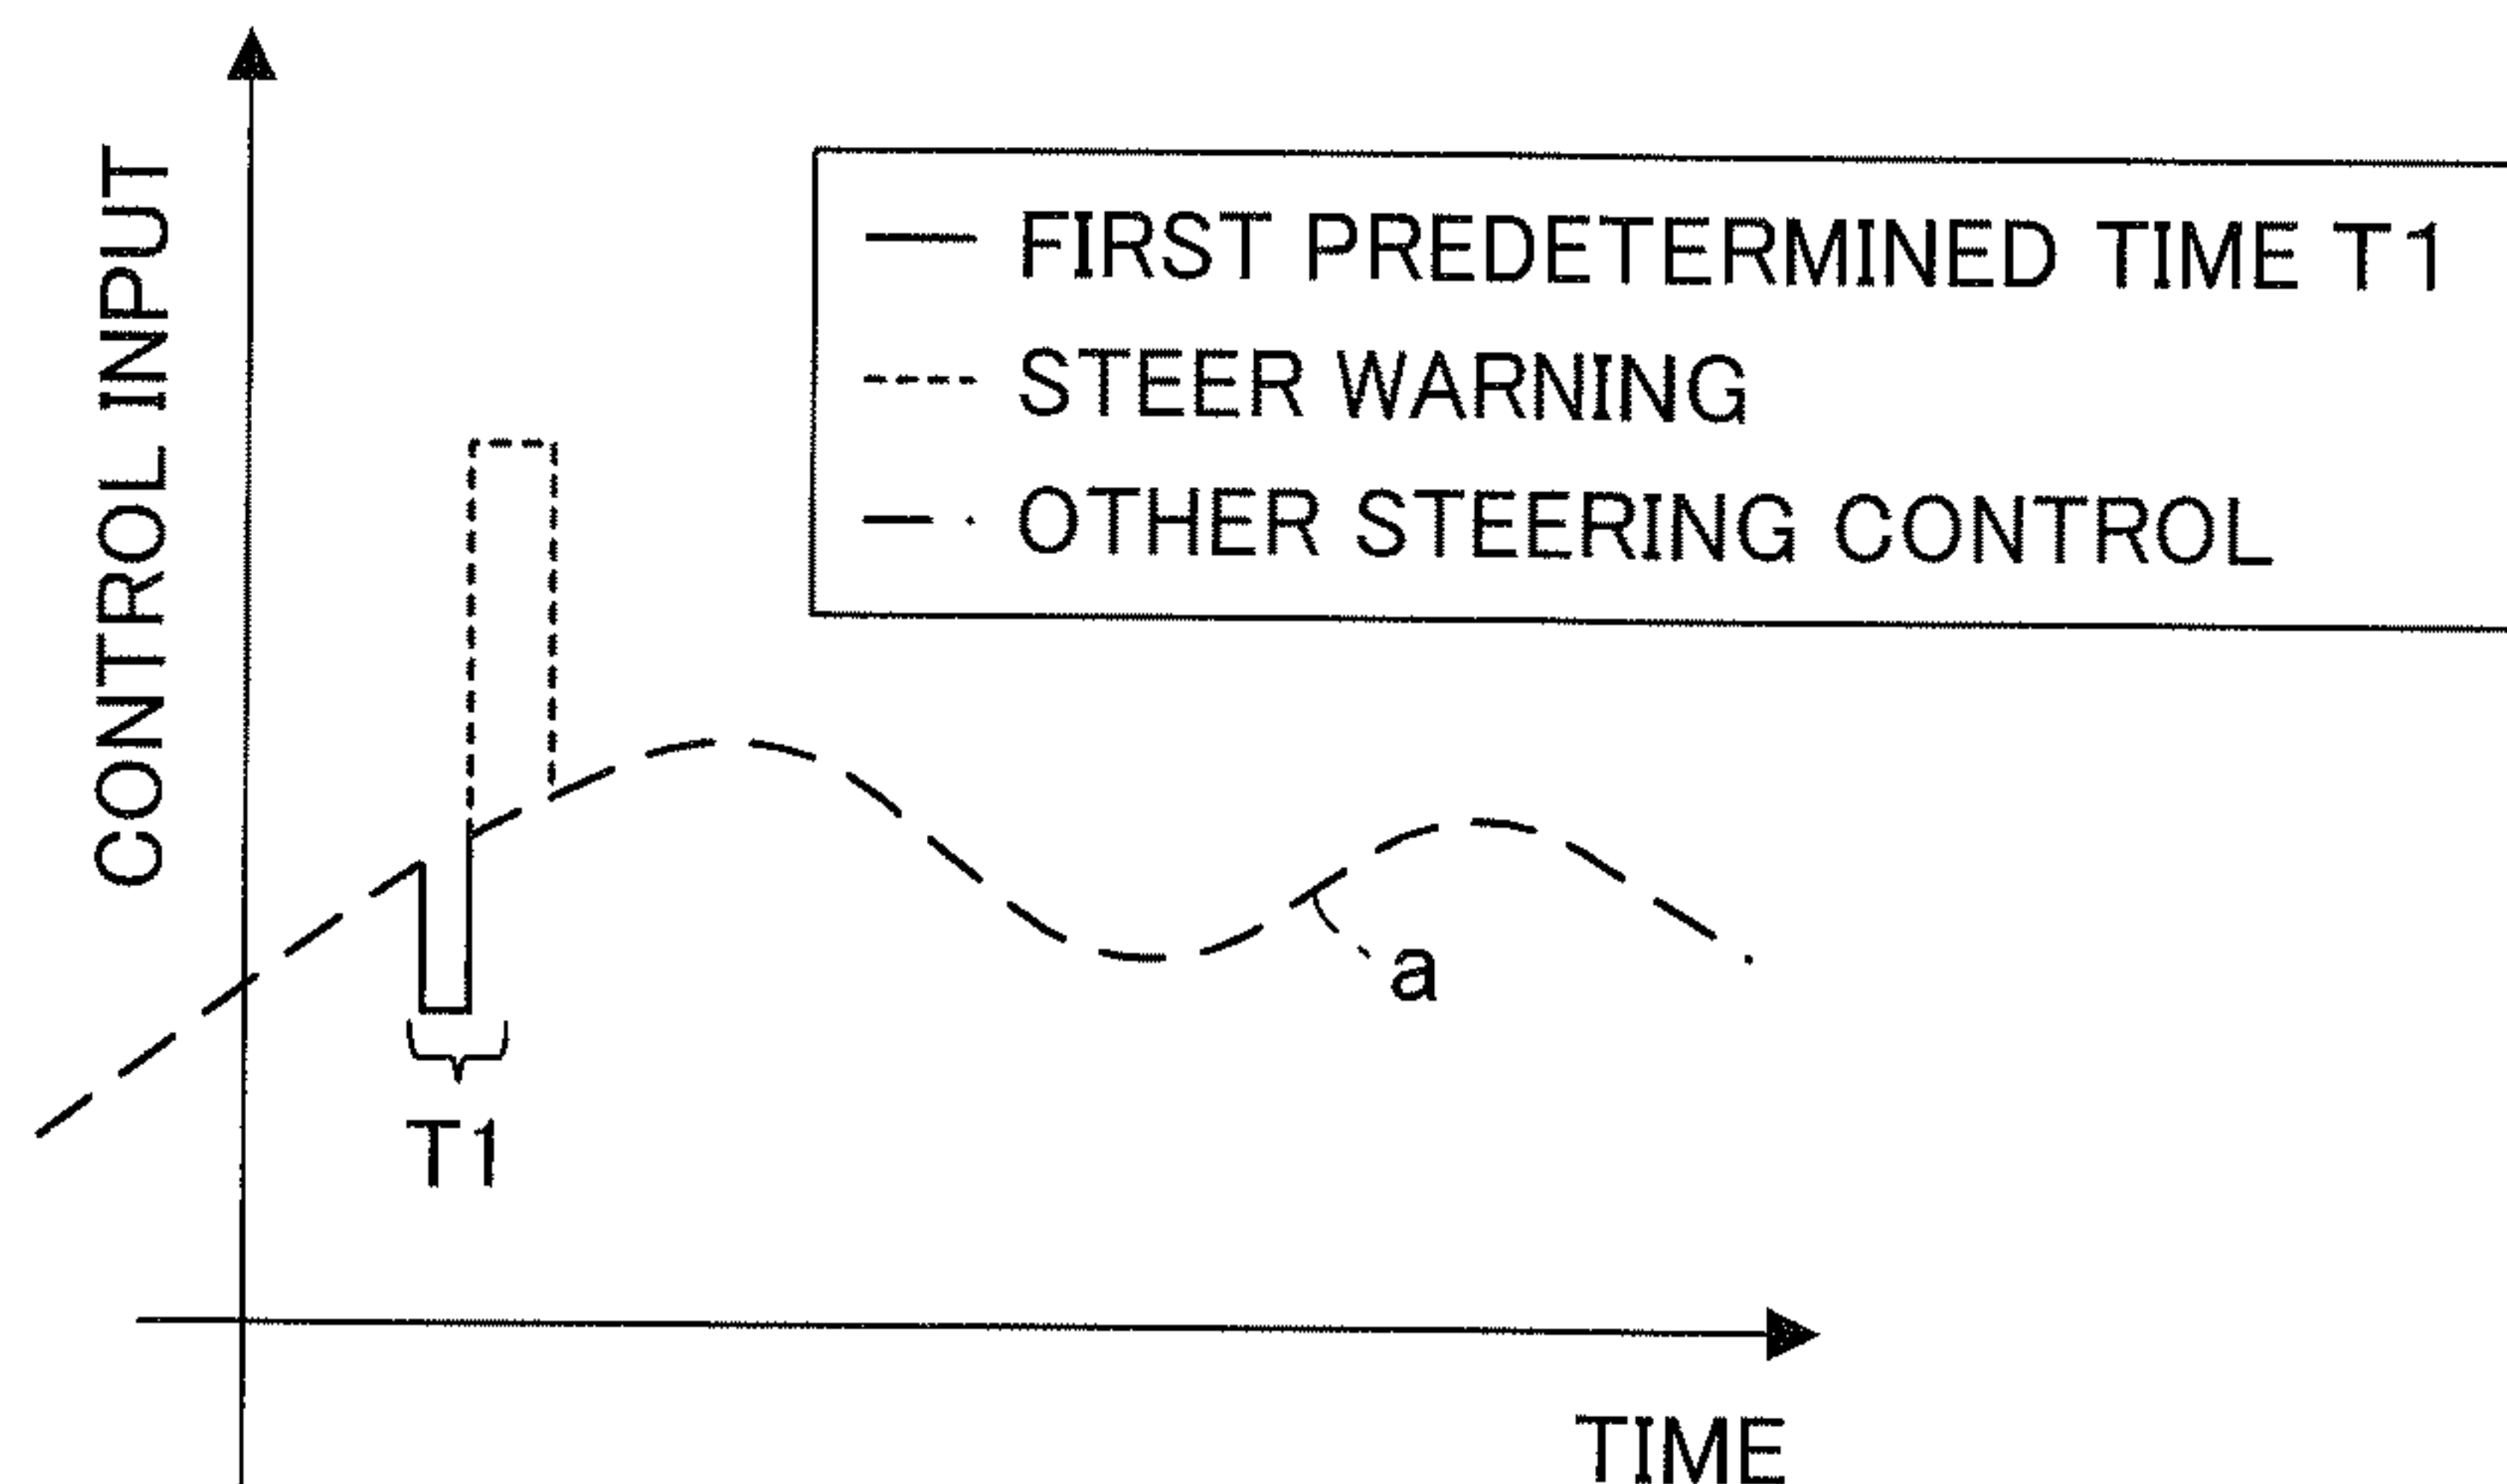 CONTROL INPUT
FIRST PREDETERMINED TIME T1
STEER WARNING
OTHER STEERING CONTROL
a
T1
TIME